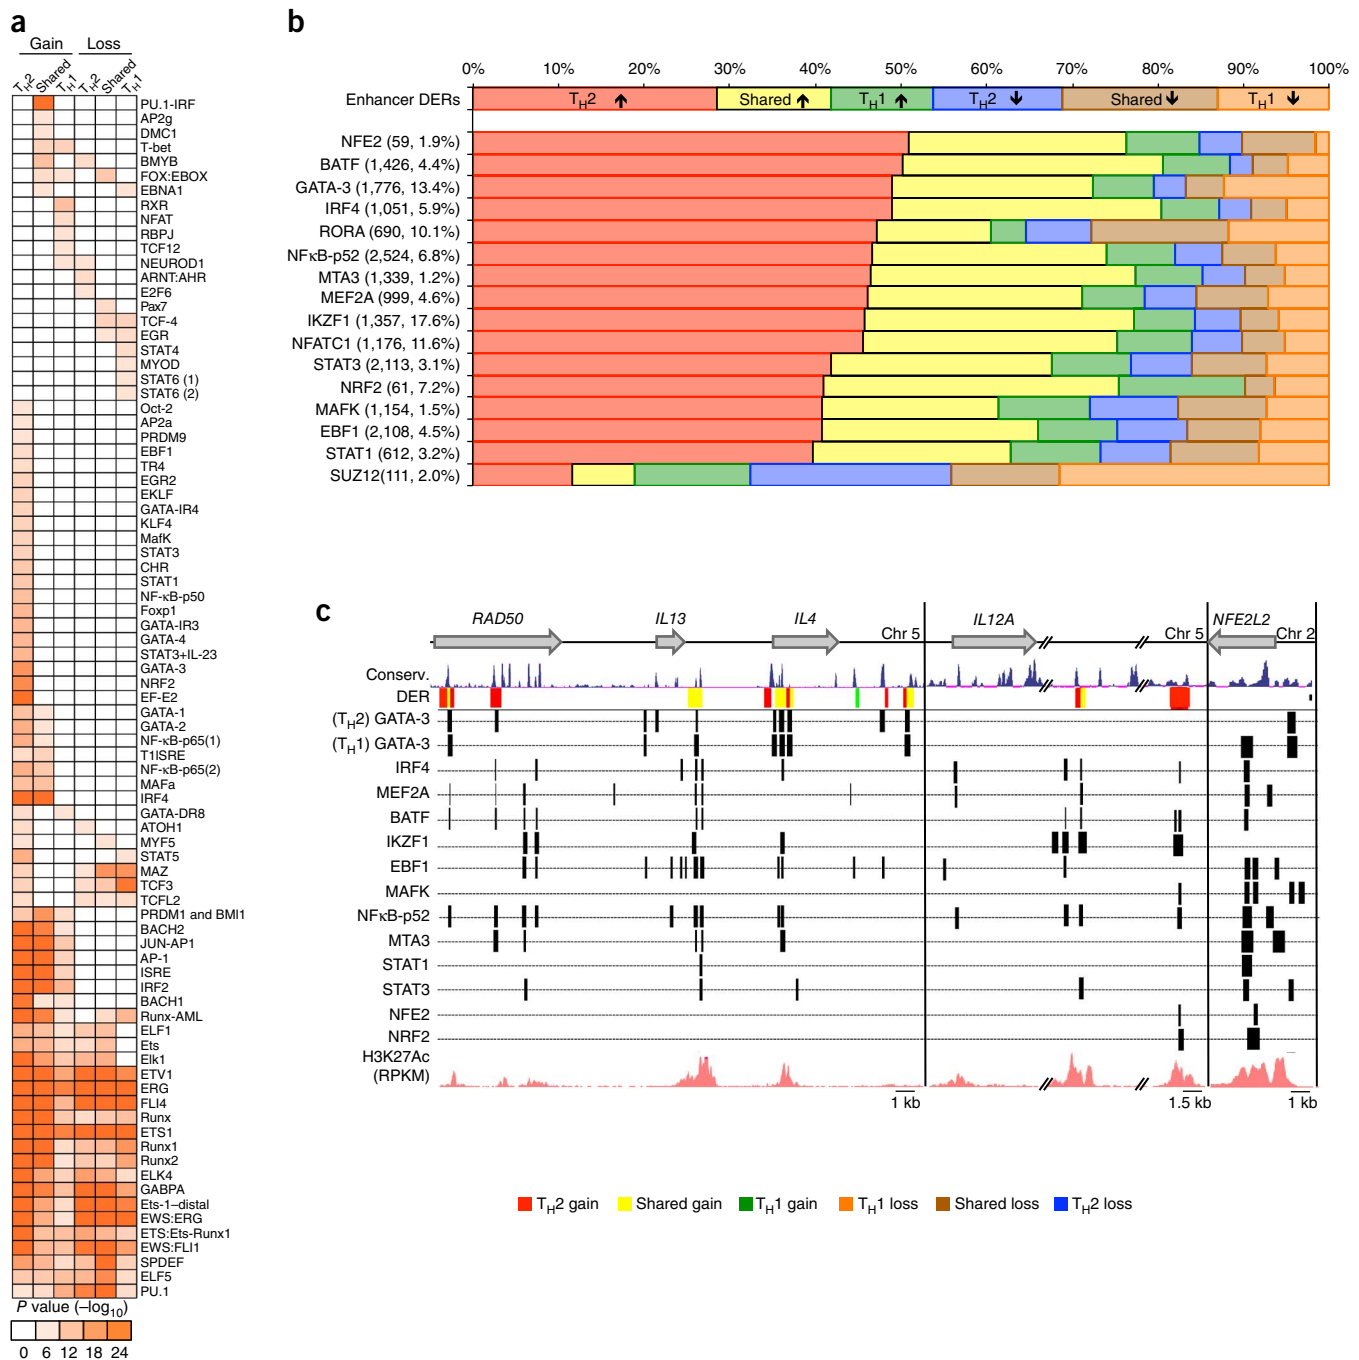 a
Gain Loss
TH2 Shared TH1 TH2 Shared TH1
PU.1-IRF
AP2g
DMC1
T-bet
BMYB
FOX:EBOX
EBNA1
RXR
NFAT
RBPJ
TCF12
NEUROD1
ARNT:AHR
E2F6
Pax7
TCF-4
EGR
STAT4
MYOD
STAT6 (1)
STAT6 (2)
Oct-2
AP2a
PRDM9
EBF1
TR4
EGR2
EKLF
GATA-IR4
KLF4
MafK
STAT3
CHR
STAT1
NF-κB-p50
Foxp1
GATA-IR3
GATA-4
STAT3+IL-23
GATA-3
NRF2
EF-E2
GATA-1
GATA-2
NF-κB-p65(1)
T1ISRE
NF-κB-p65(2)
MAFa
IRF4
GATA-DR8
ATOH1
MYF5
STAT5
MAZ
TCF3
TCFL2
PRDM1 and BMI1
BACH2
JUN-AP1
AP-1
ISRE
IRF2
BACH1
Runx-AML
ELF1
Ets
Elk1
ETV1
ERG
FLI4
Runx
ETS1
Runx1
Runx2
ELK4
GABPA
Ets-1–distal
EWS:ERG
ETS:Ets-Runx1
EWS:FLI1
SPDEF
ELF5
PU.1
P value (–log10)
0 6 12 18 24
b
0% 10% 20% 30% 40% 50% 60% 70% 80% 90% 100%
Enhancer DERs TH2 ↑ Shared ↑ TH1 ↑ TH2 ↓ Shared ↓ TH1 ↓
NFE2 (59, 1.9%)
BATF (1,426, 4.4%)
GATA-3 (1,776, 13.4%)
IRF4 (1,051, 5.9%)
RORA (690, 10.1%)
NFκB-p52 (2,524, 6.8%)
MTA3 (1,339, 1.2%)
MEF2A (999, 4.6%)
IKZF1 (1,357, 17.6%)
NFATC1 (1,176, 11.6%)
STAT3 (2,113, 3.1%)
NRF2 (61, 7.2%)
MAFK (1,154, 1.5%)
EBF1 (2,108, 4.5%)
STAT1 (612, 3.2%)
SUZ12(111, 2.0%)
c
RAD50 IL13 IL4 Chr 5 IL12A Chr 5 NFE2L2 Chr 2
Conserv.
DER
(TH2) GATA-3
(TH1) GATA-3
IRF4
MEF2A
BATF
IKZF1
EBF1
MAFK
NFκB-p52
MTA3
STAT1
STAT3
NFE2
NRF2
H3K27Ac
(RPKM)
1 kb 1.5 kb 1 kb
TH2 gain Shared gain TH1 gain TH1 loss Shared loss TH2 loss